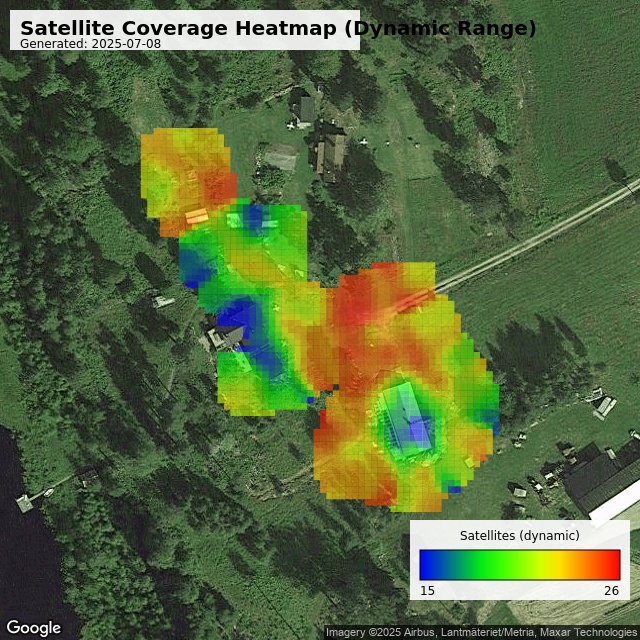 Satellite Coverage Heatmap (Dynamic Range)
Generated: 2025-07-08
Satellites (dynamic)
15 26
Google
Imagery ©2025 Airbus, Lantmäteriet/Metria, Maxar Technologies